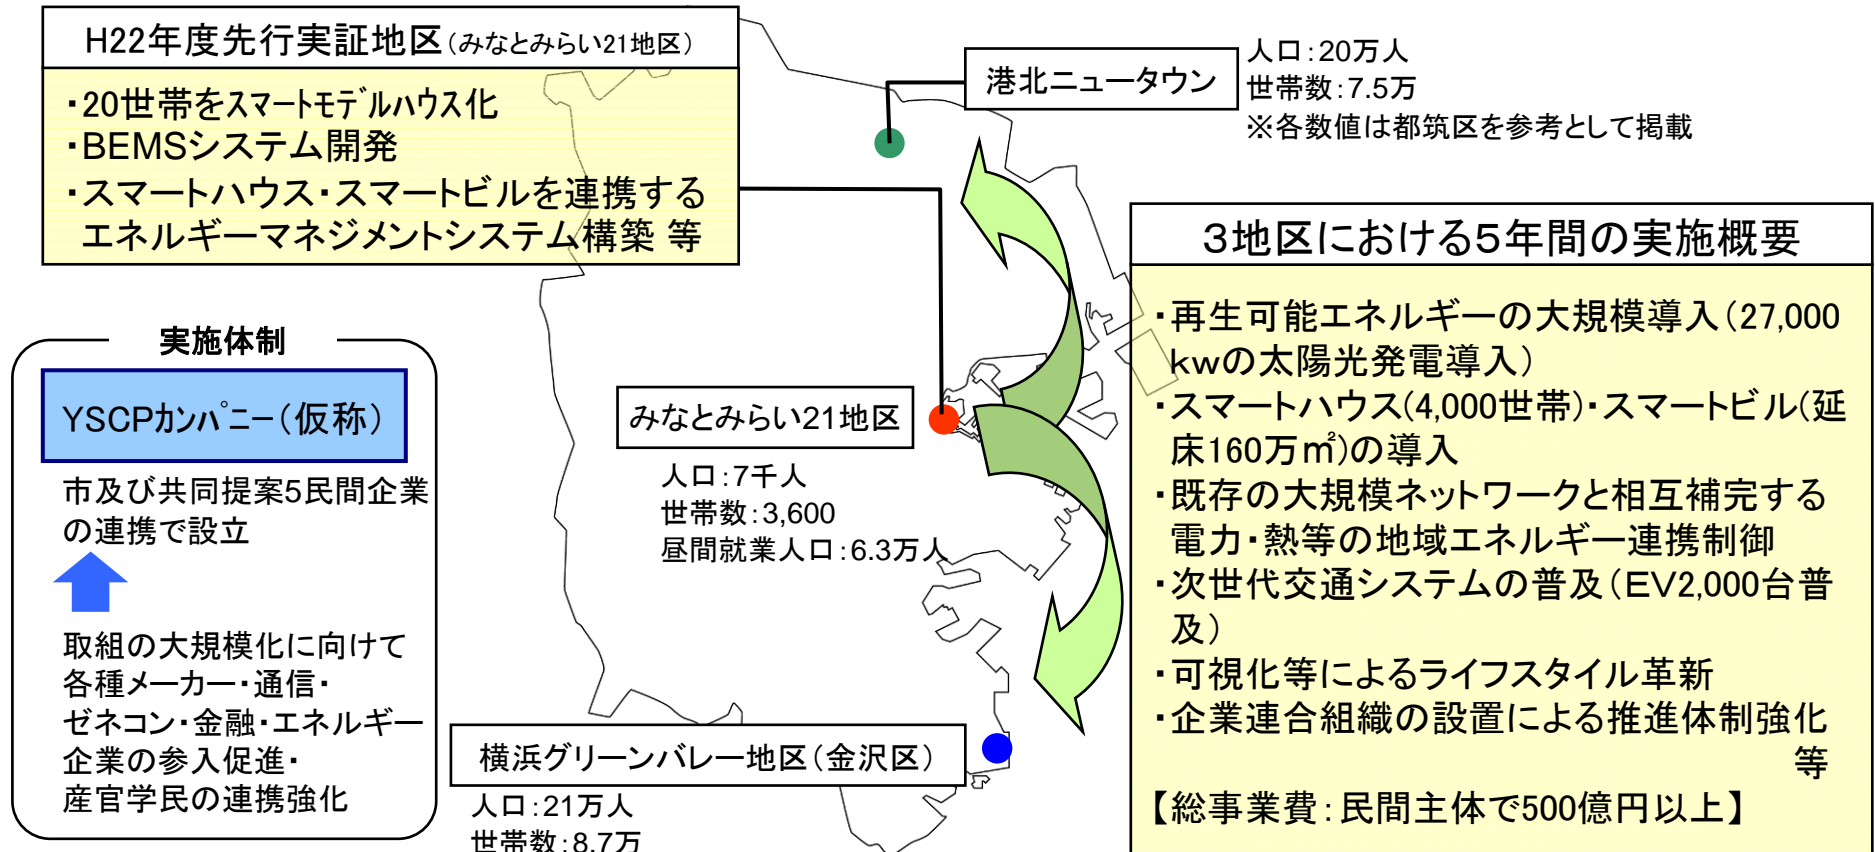 H22年度先行実証地区(みなとみらい21地区)
・20世帯をスマートモデルハウス化
・BEMSシステム開発
・スマートハウス・スマートビルを連携する
エネルギーマネジメントシステム構築 等
港北ニュータウン
人口:20万人
世帯数:7.5万
※各数値は都筑区を参考として掲載
実施体制
YSCPカンパニー(仮称)
市及び共同提案5民間企業
の連携で設立
取組の大規模化に向けて
各種メーカー・通信・
ゼネコン・金融・エネルギー
企業の参入促進・
産官学民の連携強化
みなとみらい21地区
人口:7千人
世帯数:3,600
昼間就業人口:6.3万人
横浜グリーンバレー地区(金沢区)
人口:21万人
世帯数:8.7万
3地区における5年間の実施概要
・再生可能エネルギーの大規模導入(27,000
kwの太陽光発電導入)
・スマートハウス(4,000世帯)・スマートビル(延
床160万㎡)の導入
・既存の大規模ネットワークと相互補完する
電力・熱等の地域エネルギー連携制御
・次世代交通システムの普及(EV2,000台普
及)
・可視化等によるライフスタイル革新
・企業連合組織の設置による推進体制強化
等
【総事業費:民間主体で500億円以上】